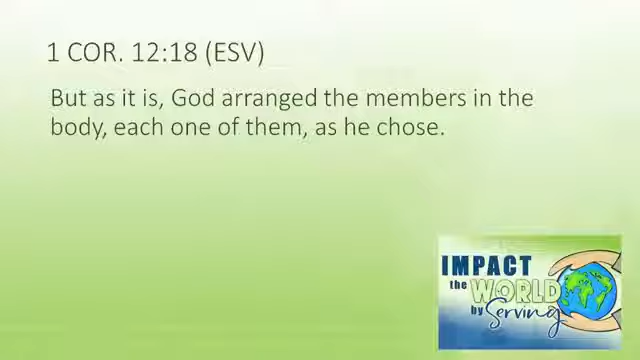 1 COR. 12:18 (ESV)
But as it is, God arranged the members in the
body, each one of them, as he chose.
IMPACT
the WORLD
by Serving